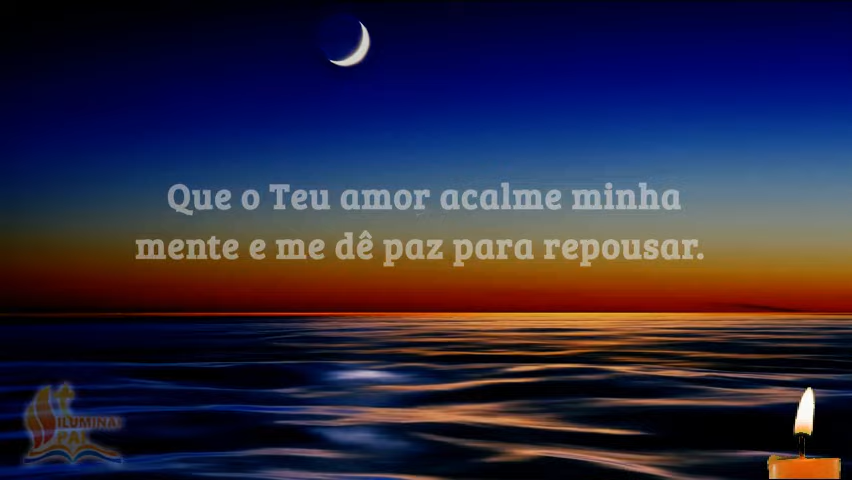 Que o Teu amor acalme minha
mente e me dê paz para repousar.
ILUMINA
PAI